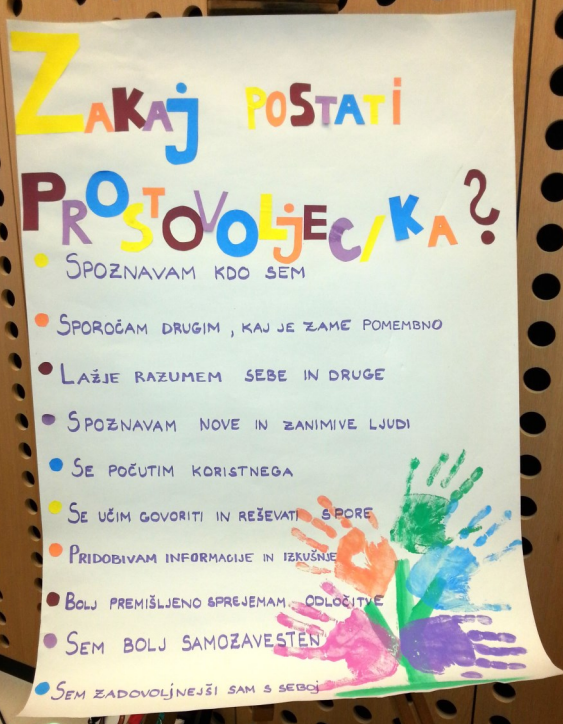 ZAKAJ POSTATI
PROSTOVOLJEC/KA?
SPOZNAVAM KDO SEM
SPOROČAM DRUGIM, KAJ JE ZAME POMEMBNO
LAŽJE RAZUMEM SEBE IN DRUGE
SPOZNAVAM NOVE IN ZANIMIVE LJUDI
SE POČUTIM KORISTNEGA
SE UČIM GOVORITI IN REŠEVATI SPORE
PRIDOBIVAM INFORMACIJE IN IZKUŠNJE
BOLJ PREMIŠLJENO SPREJEMAM ODLOČITVE
SEM BOLJ SAMOZAVESTEN
SEM ZADOVOLJNEJŠI SAM S SEBOJ